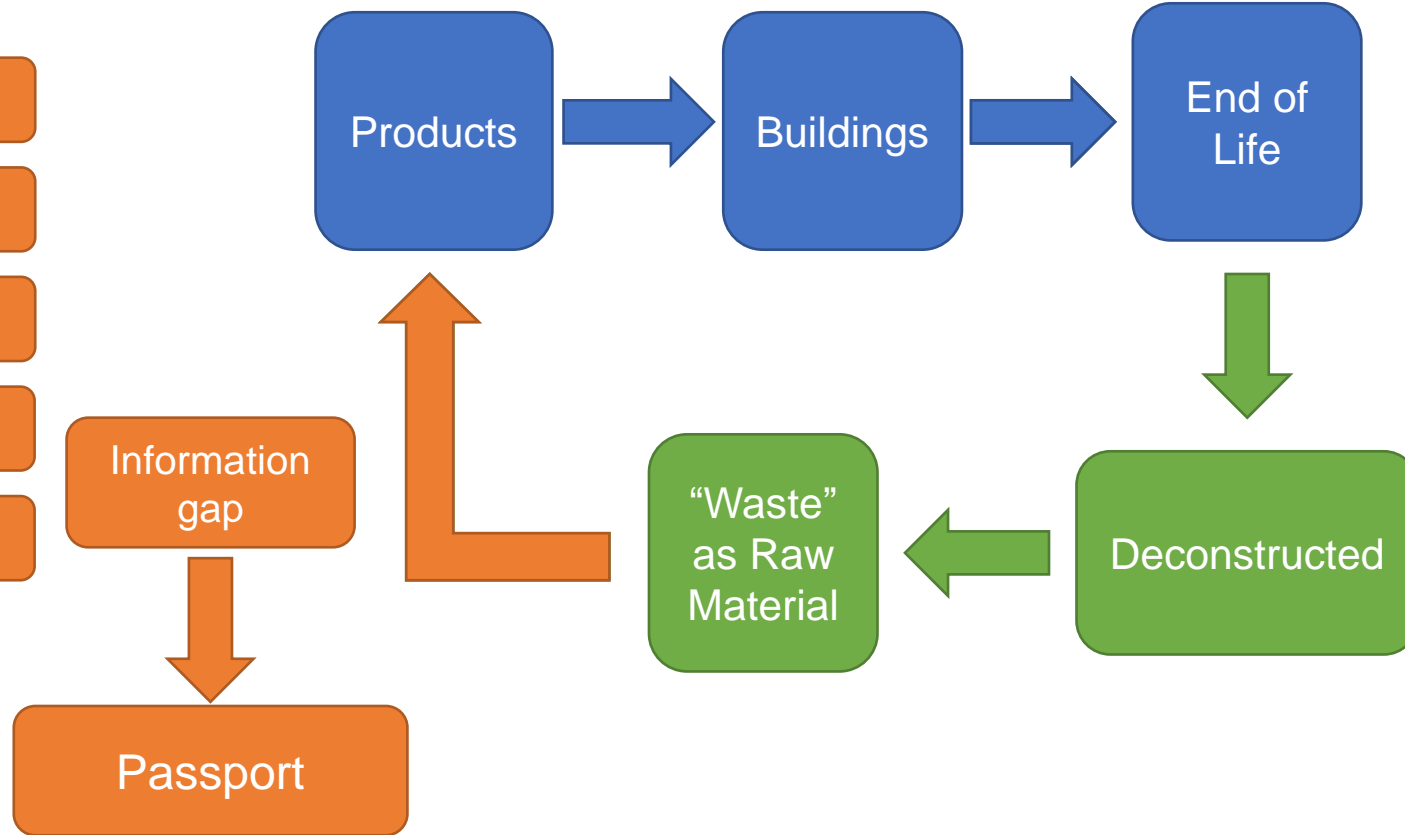 Products
Buildings
End of
Life
Information
gap
“Waste”
as Raw
Material
Deconstructed
Passport